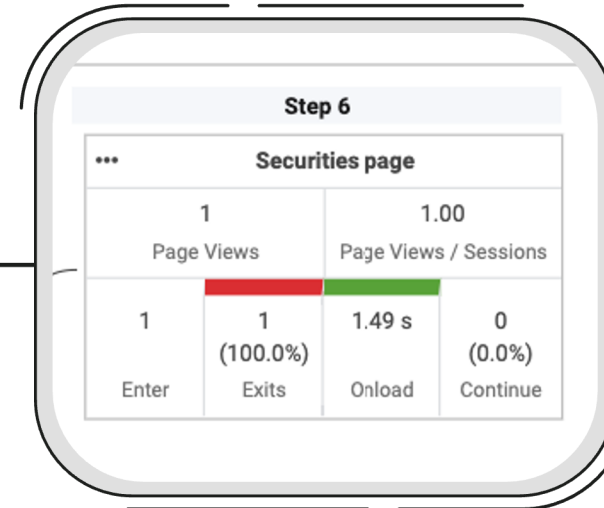 Step 6
••• Securities page
1 1.00
Page Views Page Views / Sessions
1 1 1.49 s 0
(100.0%) (0.0%)
Enter Exits Onload Continue